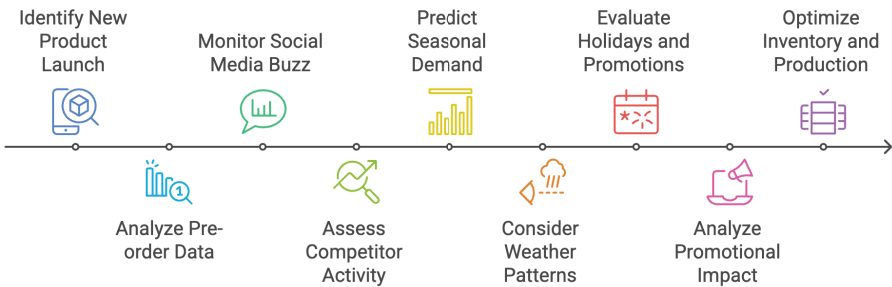 Identify New
Product
Launch
Analyze Pre-
order Data
1
Monitor Social
Media Buzz
Assess
Competitor
Activity
Predict
Seasonal
Demand
Consider
Weather
Patterns
Evaluate
Holidays and
Promotions
Analyze
Promotional
Impact
Optimize
Inventory and
Production